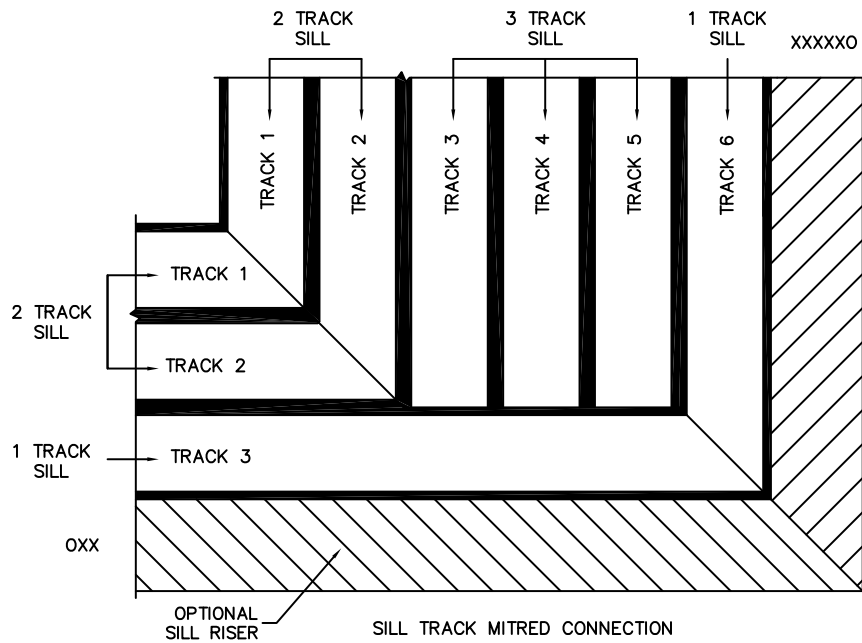 2 TRACK
SILL
3 TRACK
SILL
1 TRACK
SILL
XXXXXO
TRACK 1
TRACK 2
TRACK 3
TRACK 4
TRACK 5
TRACK 6
TRACK 1
2 TRACK
SILL
TRACK 2
1 TRACK
SILL
TRACK 3
OXX
OPTIONAL
SILL RISER
SILL TRACK MITRED CONNECTION